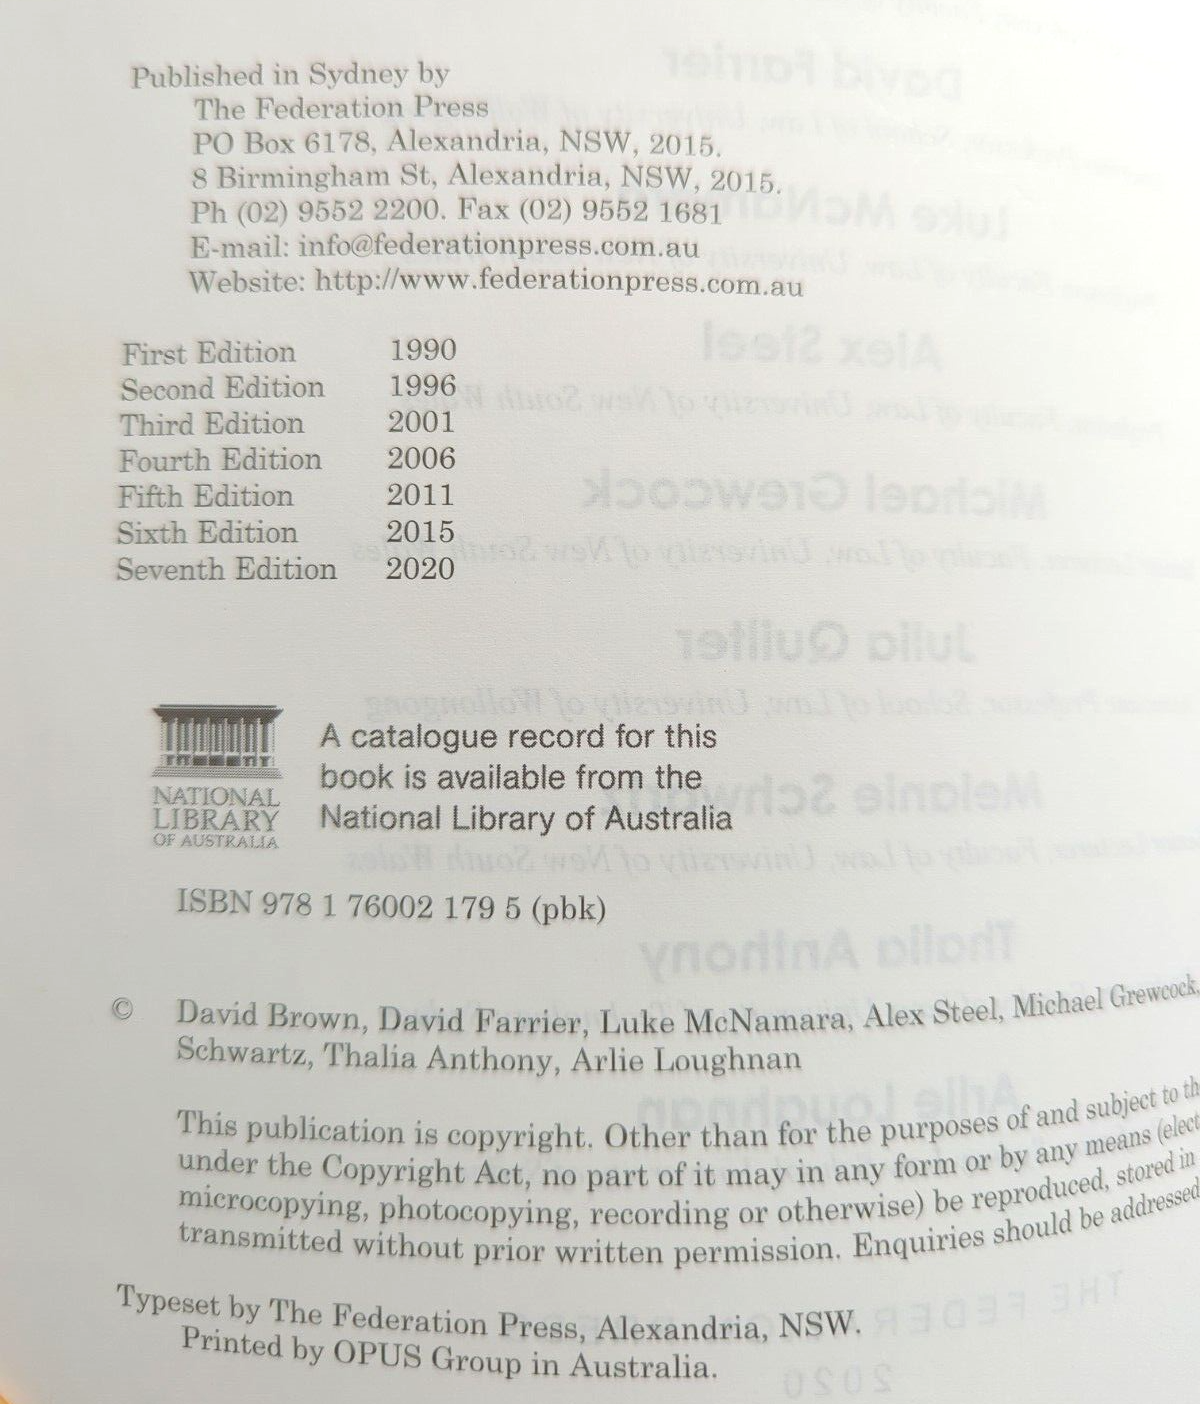 Published in Sydney by
The Federation Press
PO Box 6178, Alexandria, NSW, 2015.
8 Birmingham St, Alexandria, NSW, 2015.
Ph (02) 9552 2200. Fax (02) 9552 1681
E-mail: info@federationpress.com.au
Website: http://www.federationpress.com.au
First Edition 1990
Second Edition 1996
Third Edition 2001
Fourth Edition 2006
Fifth Edition 2011
Sixth Edition 2015
Seventh Edition 2020
NATIONAL
LIBRARY
OF AUSTRALIA
A catalogue record for this
book is available from the
National Library of Australia
ISBN 978 1 76002 179 5 (pbk)
© David Brown, David Farrier, Luke McNamara, Alex Steel, Michael Grewcock,
Schwartz, Thalia Anthony, Arlie Loughnan
This publication is copyright. Other than for the purposes of and subject to th
under the Copyright Act, no part of it may in any form or by any means (elect
microcopying, photocopying, recording or otherwise) be reproduced, stored in
transmitted without prior written permission. Enquiries should be addressed
Typeset by The Federation Press, Alexandria, NSW.
Printed by OPUS Group in Australia.